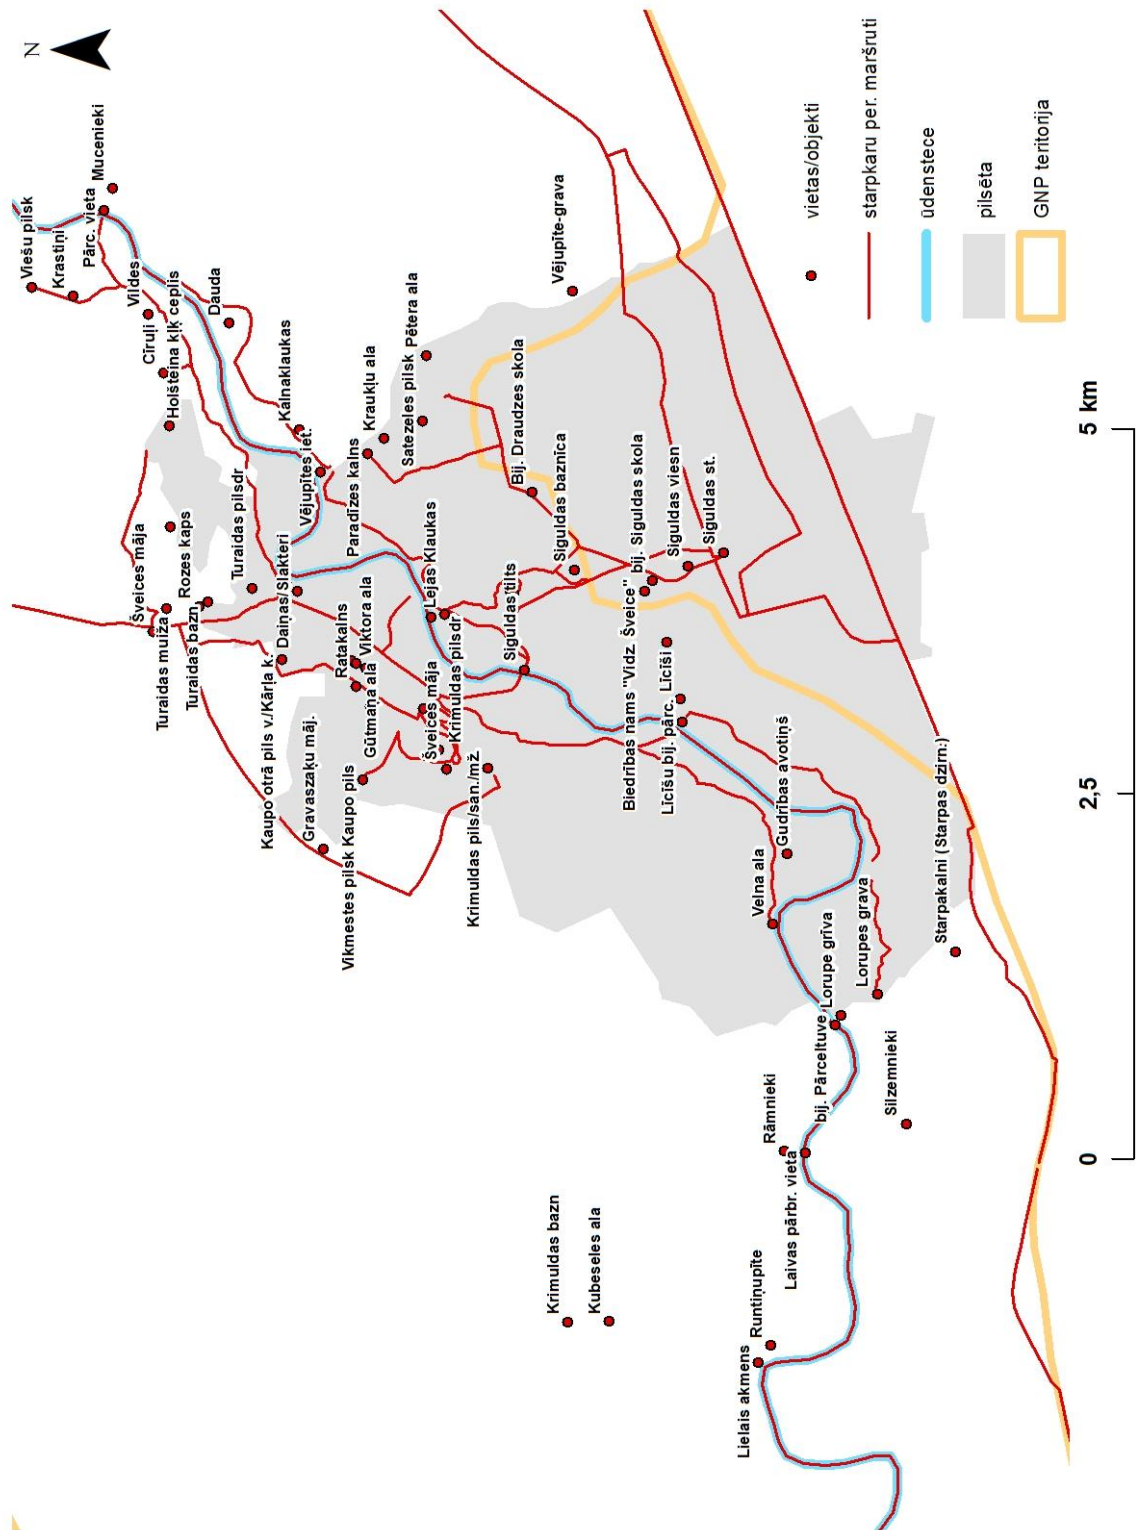 N
Viešu pilsk
Krastiņi
Pārc. vieta
Mucenieki
Vildes
Cīruļi
Holšteina ķlķ ceplis
Dauda
Kalnaklaukas
Vējupītes iet.
Kraukļu ala
Paradīzes kalns
Satezeles pilsk
Pētera ala
Vējupīte-grava
Bij. Draudzes skola
Siguldas baznīca
bij. Siguldas skola
Siguldas viesn
Siguldas st.
Šveices māja
Turaidas muiža
Rozes kaps
Turaidas bazn.
Turaidas pilsdr
Daiņas/Slakteri
Kaupo otrā pils v./Kārļa k.
Ratakalns
Viktora ala
Gūtmaņa ala
Lejas Klaukas
Krimuldas pilsdr
Siguldas tilts
Šveices māja
Gravaszaķu māj.
Kaupo pils
Vikmestes pilsk
Krimuldas pils/san./mž.
Biedrības nams "Vidz. Šveice"
Līcīši
Līcīšu bij. pārc.
Gudrības avotiņš
Velna ala
Lorupe grīva
Lorupes grava
Starpakalni (Starpas dzirn.)
bij. Pārceltuve
Silzemnieki
Rāmnieki
Laivas pārbr. vieta
Krimuldas bazn
Kubeseles ala
Runtiņupīte
Lielais akmens
vietas/objekti
starpkaru per. maršruti
ūdenstece
pilsēta
GNP teritorija
0
2,5
5 km